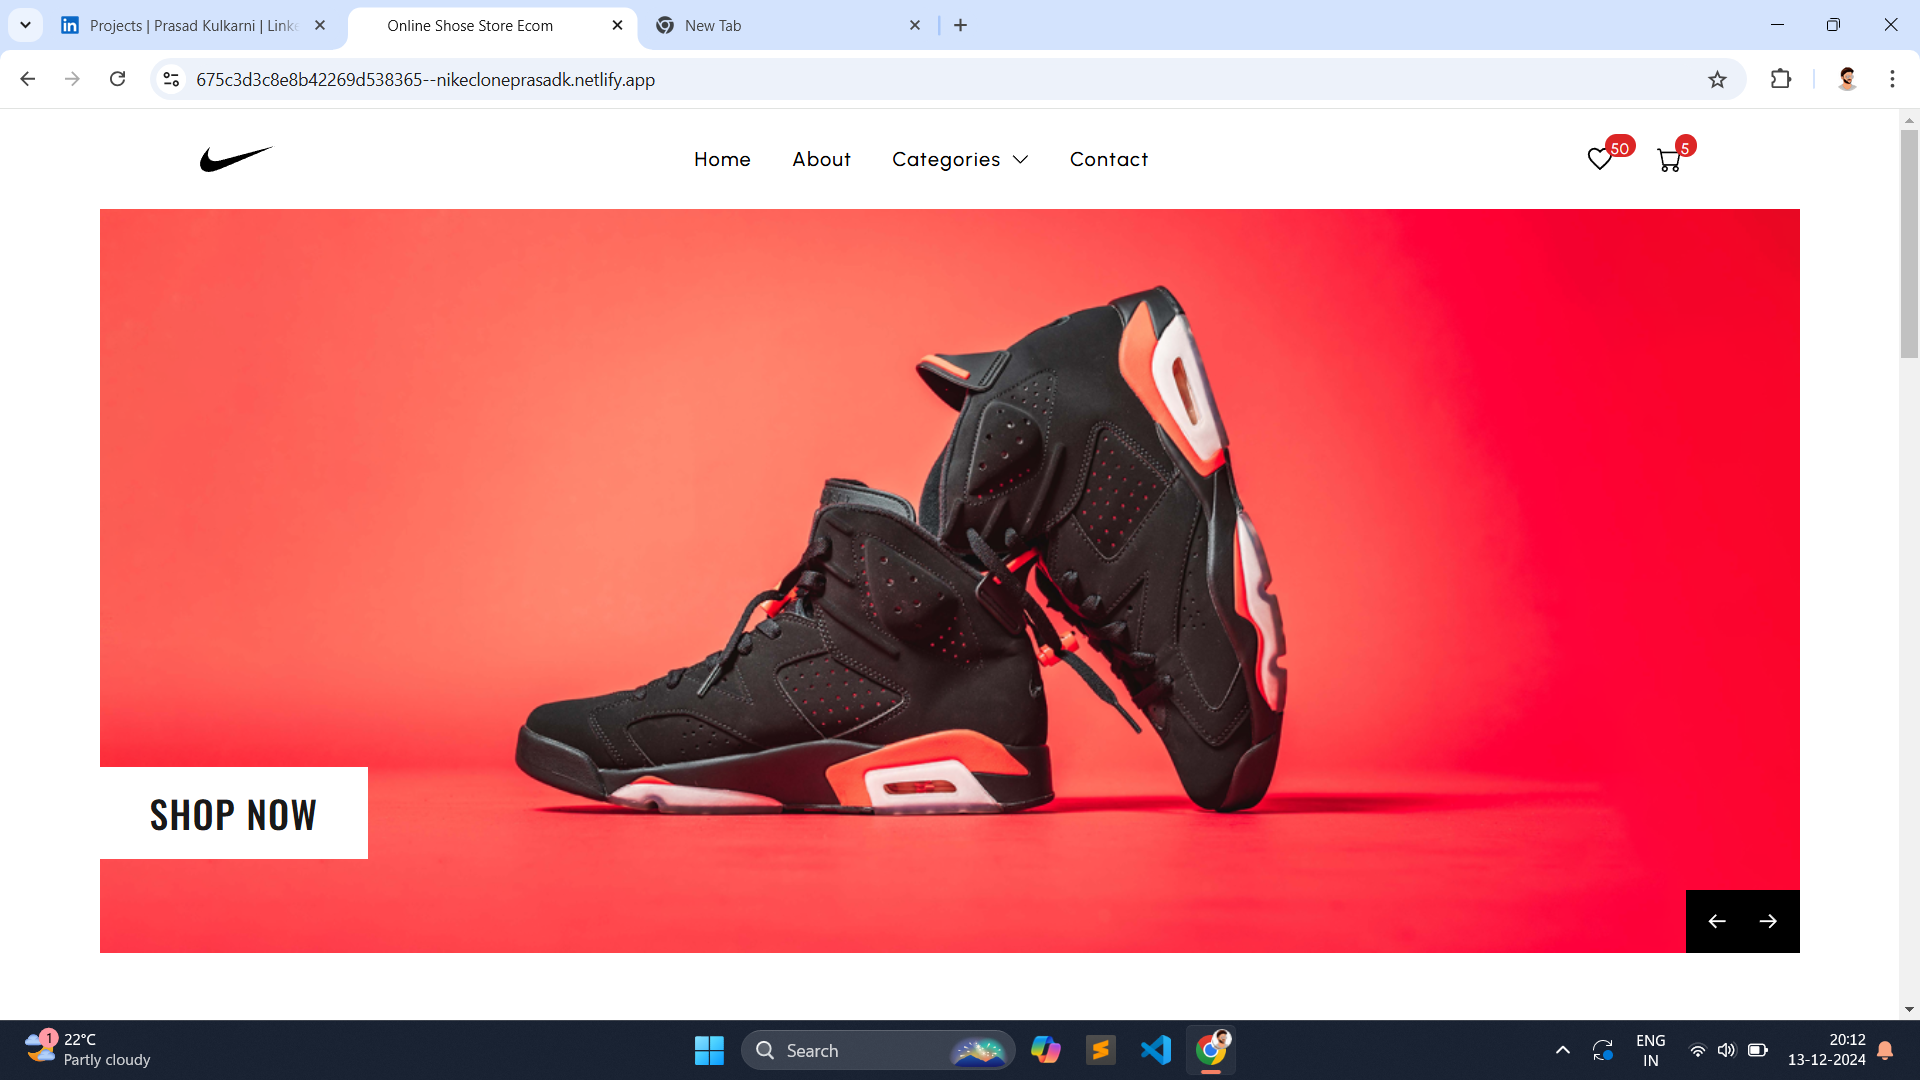 Projects | Prasad Kulkarni | Linke
Online Shose Store Ecom
New Tab
675c3d3c8e8b42269d538365--nikecloneprasadk.netlify.app
Home
About
Categories
Contact
50
5
SHOP NOW
1
22°C
Partly cloudy
Search
ENG
IN
20:12
13-12-2024